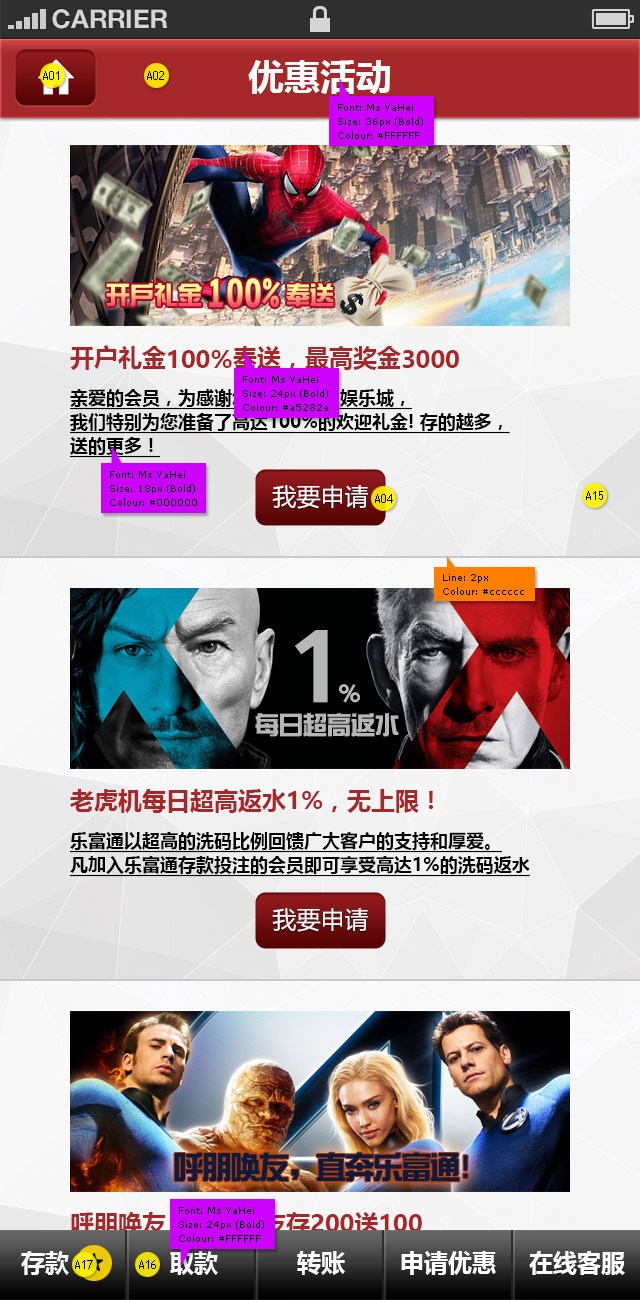 CARRIER
A01
A02
优惠活动
Font: Ms YaHei
Size: 36px (Bold)
Colour: #FFFFFF
开户礼金100%奉送
开户礼金100%奉送，最高奖金3000
Font: Ms YaHei
Size: 24px (Bold)
Colour: #a5282a
亲爱的会员，为感谢 娱乐城，
我们特别为您准备了高达100%的欢迎礼金! 存的越多，
送的更多！
Font: Ms YaHei
Size: 18px (Bold)
Colour: #000000
我要申请
A04
A15
Line: 2px
Colour: #cccccc
1%
每日超高返水
老虎机每日超高返水1%，无上限！
乐富通以超高的洗码比例回馈广大客户的支持和厚爱。
凡加入乐富通存款投注的会员即可享受高达1%的洗码返水
我要申请
呼朋唤友，直奔乐富通!
呼朋唤友 友存200送100
Font: Ms YaHei
Size: 24px (Bold)
Colour: #FFFFFF
存款
A17
A16
取款
转账
申请优惠
在线客服